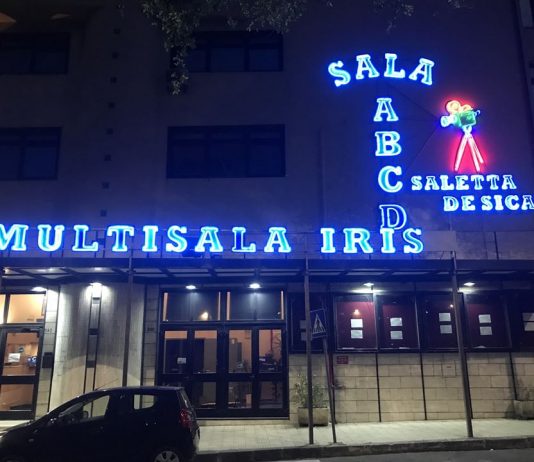 SALA
A
B
C
D
SALETTA
DE SICA
MULTISALA IRIS